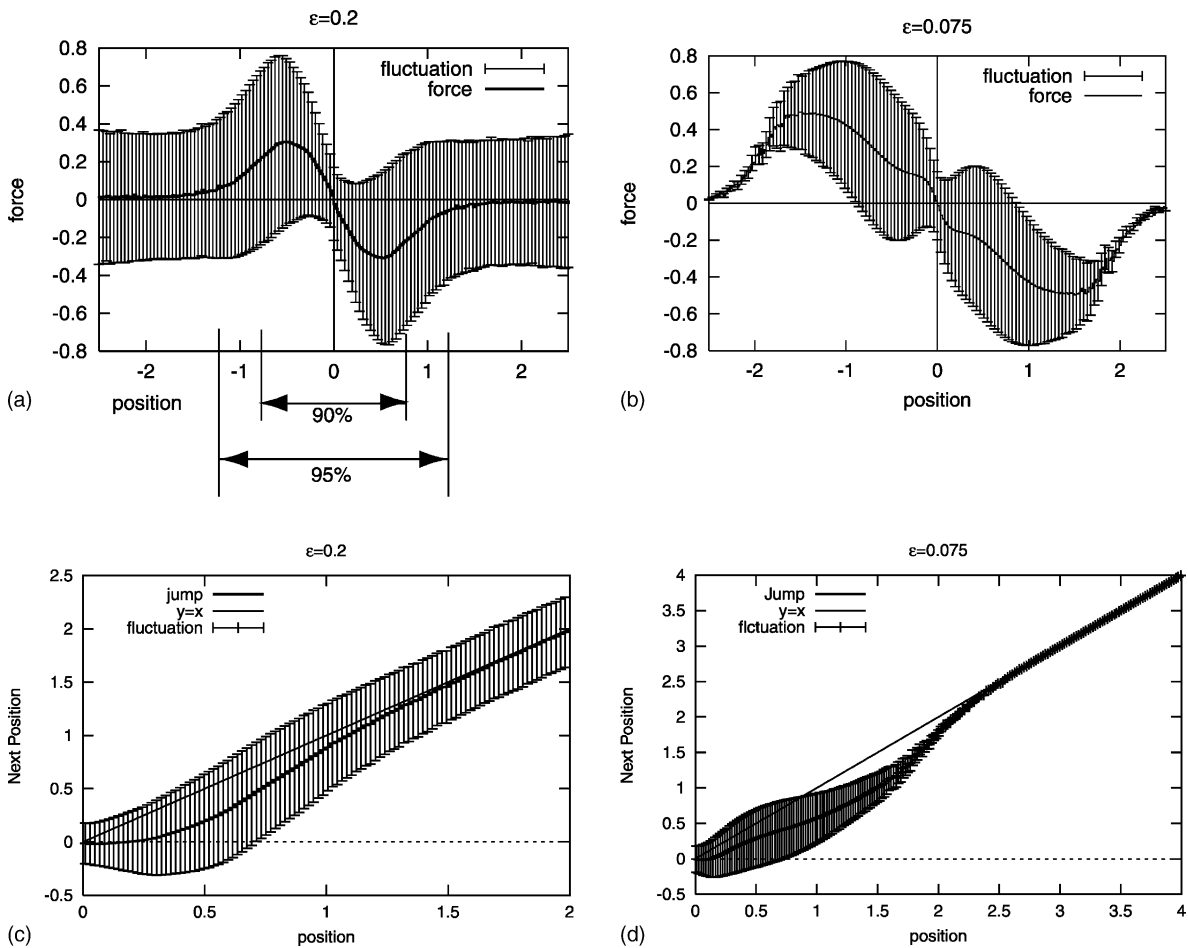 ε=0.2
0.8
0.6
0.4
0.2
0
-0.2
-0.4
-0.6
-0.8
force
fluctuation
force
-2
-1
0
1
2
(a)
position
90%
95%
ε=0.075
0.8
0.6
0.4
0.2
0
-0.2
-0.4
-0.6
-0.8
force
fluctuation
force
-2
-1
0
1
2
(b)
position
ε=0.2
2.5
2
1.5
1
0.5
0
-0.5
Next Position
jump
y=x
fluctuation
0
0.5
1
1.5
2
(c)
position
ε=0.075
4
3.5
3
2.5
2
1.5
1
0.5
0
-0.5
Next Position
Jump
y=x
flctuation
0
0.5
1
1.5
2
2.5
3
3.5
4
(d)
position